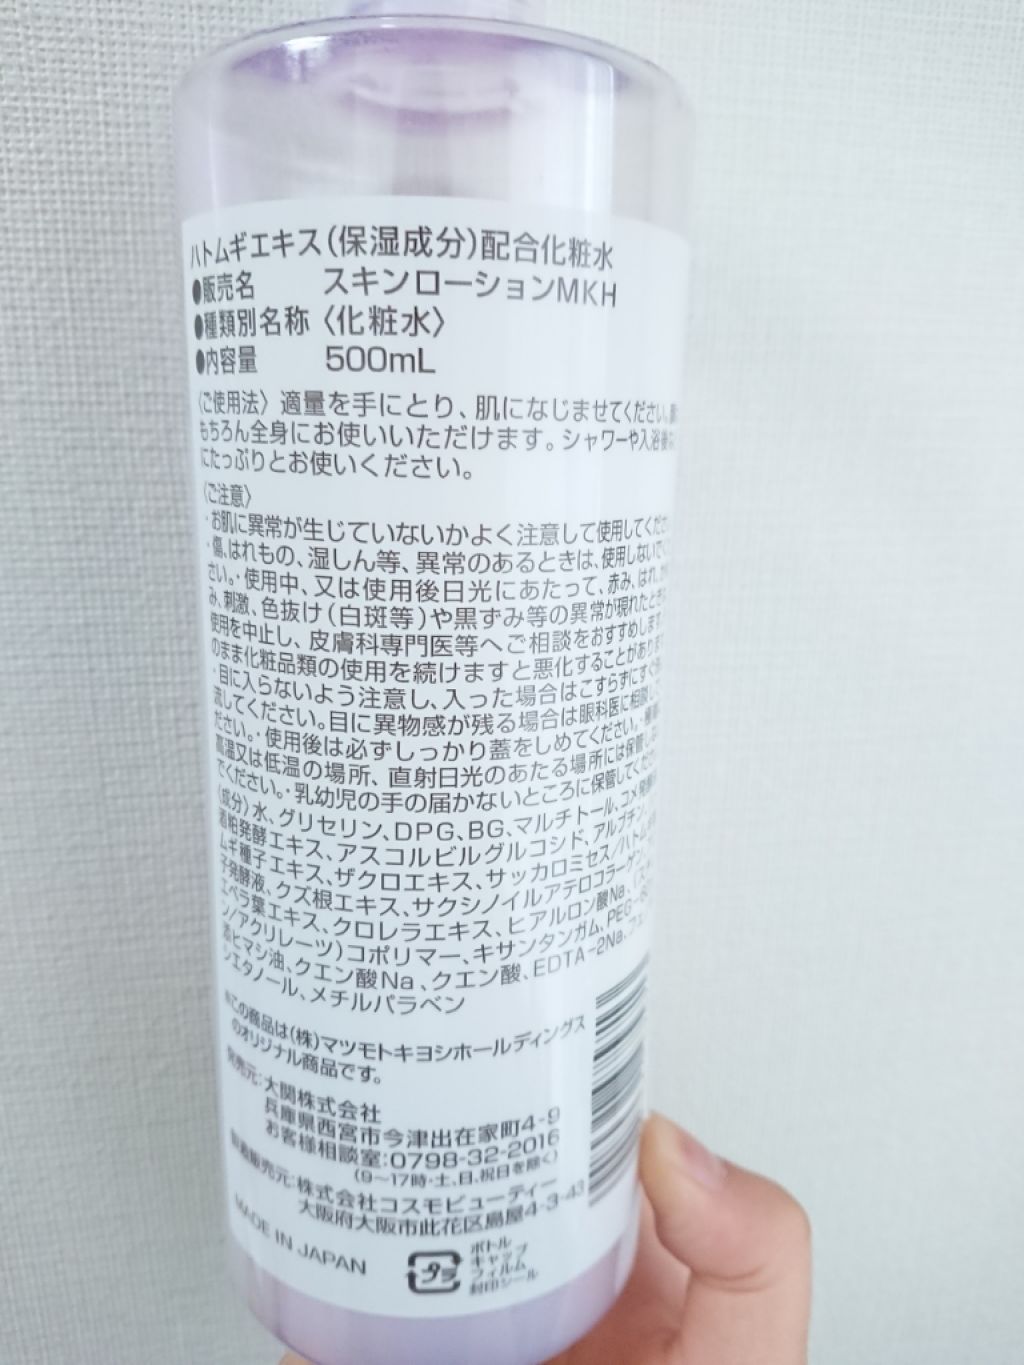 ハトムギエキス(保湿成分)配合化粧水
●販売名 スキンローションMKH
●種類別名称 〈化粧水〉
●内容量 500mL
〈ご使用法〉適量を手にとり、肌になじませてください。
もちろん全身にお使いいただけます。シャワーや入浴後
にたっぷりとお使いください。
〈ご注意〉
・お肌に異常が生じていないかよく注意して使用してくださ
・傷、はれもの、湿しん等、異常のあるときは、使用しないでく
さい。・使用中、又は使用後日光にあたって、赤み、はれ、か
み、刺激、色抜け(白斑等)や黒ずみ等の異常が現れたとき
使用を中止し、皮膚科専門医等へご相談をおすすめします
のまま化粧品類の使用を続けますと悪化することがありま
・目に入らないよう注意し、入った場合はこすらずにすぐ
流してください。目に異物感が残る場合は眼科医に相談し
ださい。・使用後は必ずしっかり蓋をしめてください。・
高温又は低温の場所、直射日光のあたる場所には保管し
でください。・乳幼児の手の届かないところに保管してくだ
〈成分〉水、グリセリン、DPG、BG、マルチトール、コメ発酵
酒粕発酵エキス、アスコルビルグルコシド、アルブチン、
ムギ種子エキス、ザクロエキス、サッカロミセス/ハトムギ
子発酵液、クズ根エキス、サクシノイルアテロコラーゲン、
エベラ葉エキス、クロレラエキス、ヒアルロン酸Na、(ス
ン/アクリレーツ)コポリマー、キサンタンガム、PEG-
添ヒマシ油、クエン酸Na、クエン酸、EDTA-2Na、フェ
シエタノール、メチルパラベン
*この商品は(株)マツモトキヨシホールディングス
のオリジナル商品です。
発売元:大関株式会社
兵庫県西宮市今津出在家町4-9
お客様相談室:0798-32-2016
(9〜17時・土、日、祝日を除く)
製造販売元:株式会社コスモビューティー
大阪府大阪市此花区島屋4-3-43
MADE IN JAPAN
プラ
ボトル
キャップ
フィルム
封印シール